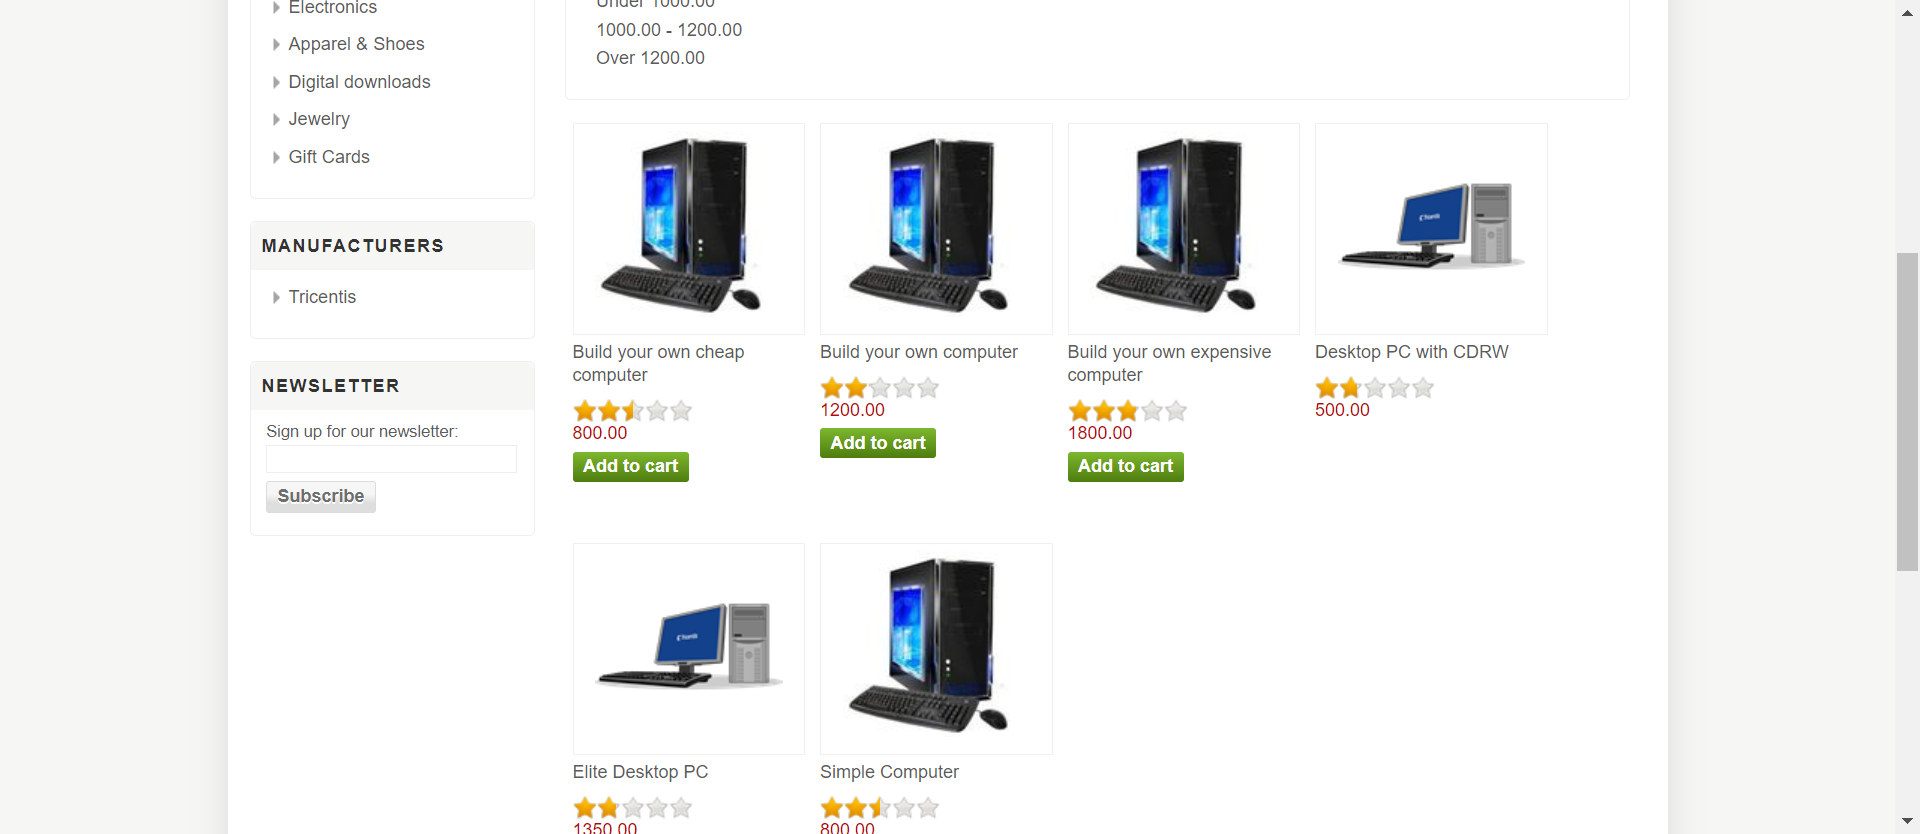 Electronics
Apparel & Shoes
Digital downloads
Jewelry
Gift Cards
MANUFACTURERS
Tricentis
NEWSLETTER
Sign up for our newsletter:
Subscribe
Under 1000.00
1000.00 - 1200.00
Over 1200.00
Build your own cheap
computer
800.00
Add to cart
Build your own computer
1200.00
Add to cart
Build your own expensive
computer
1800.00
Add to cart
Tricentis
Desktop PC with CDRW
500.00
Tricentis
Elite Desktop PC
1350.00
Simple Computer
800.00